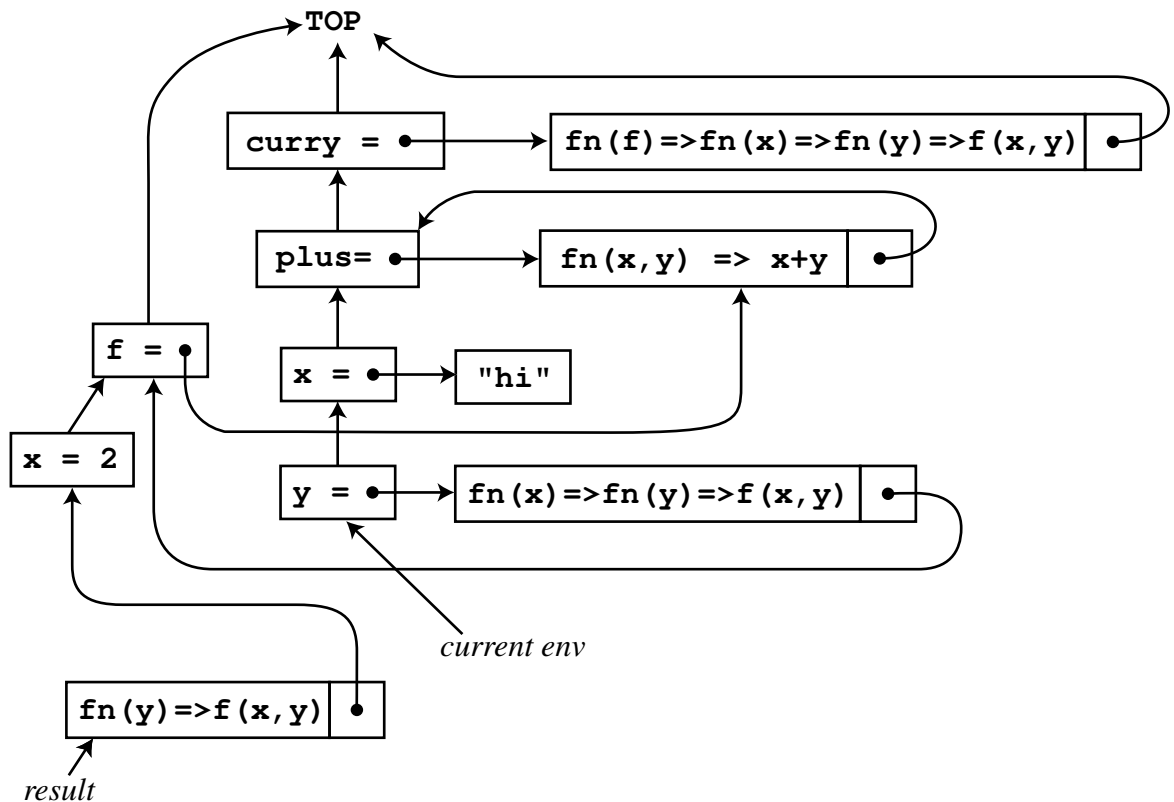 TOP
curry =
fn(f)=>fn(x)=>fn(y)=>f(x,y)
plus=
fn(x,y) => x+y
f =
x =
"hi"
x = 2
y =
fn(x)=>fn(y)=>f(x,y)
current env
fn(y)=>f(x,y)
result